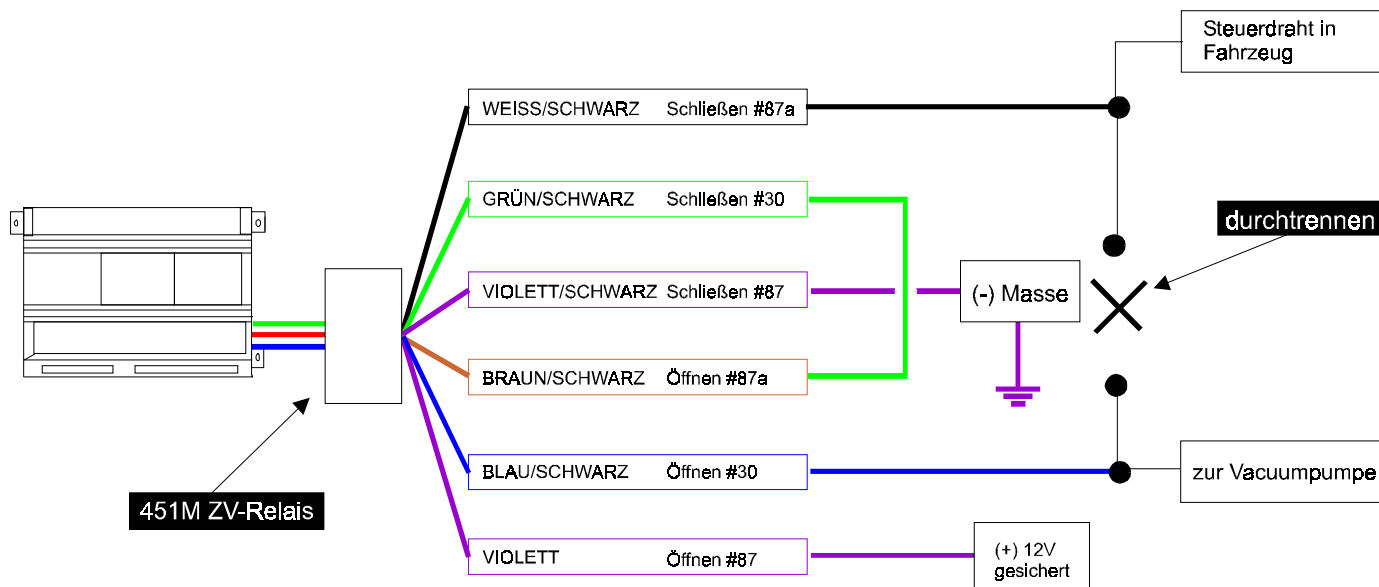 Steuerdraht in
Fahrzeug
WEISS/SCHWARZ Schließen #87a
GRÜN/SCHWARZ Schließen #30
durchtrennen
VIOLETT/SCHWARZ Schließen #87
(-) Masse
BRAUN/SCHWARZ Öffnen #87a
BLAU/SCHWARZ Öffnen #30
zur Vacuumpumpe
451M ZV-Relais
VIOLETT Öffnen #87
(+) 12V
gesichert